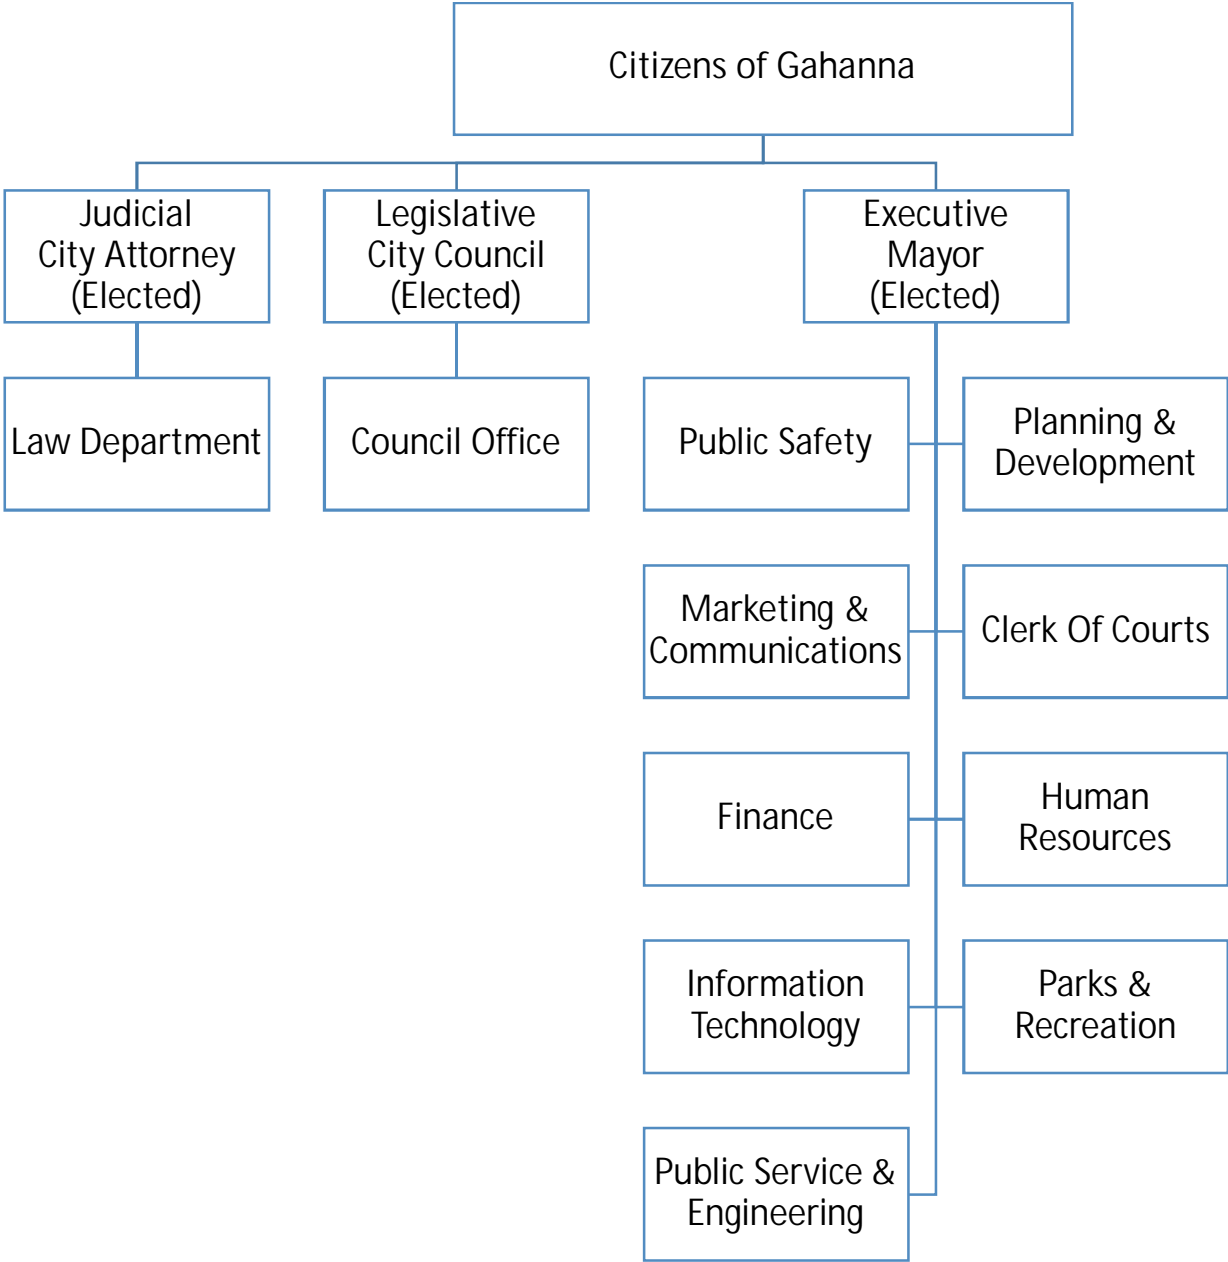 Citizens of Gahanna
Judicial
City Attorney
(Elected)
Legislative
City Council
(Elected)
Executive
Mayor
(Elected)
Law Department
Council Office
Public Safety
Planning &
Development
Marketing &
Communications
Clerk Of Courts
Finance
Human
Resources
Information
Technology
Parks &
Recreation
Public Service &
Engineering